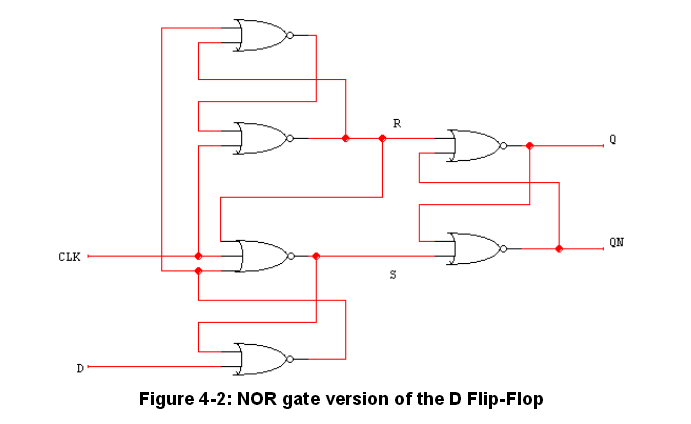 R
Q
CLK
QN
S
D
Figure 4-2: NOR gate version of the D Flip-Flop